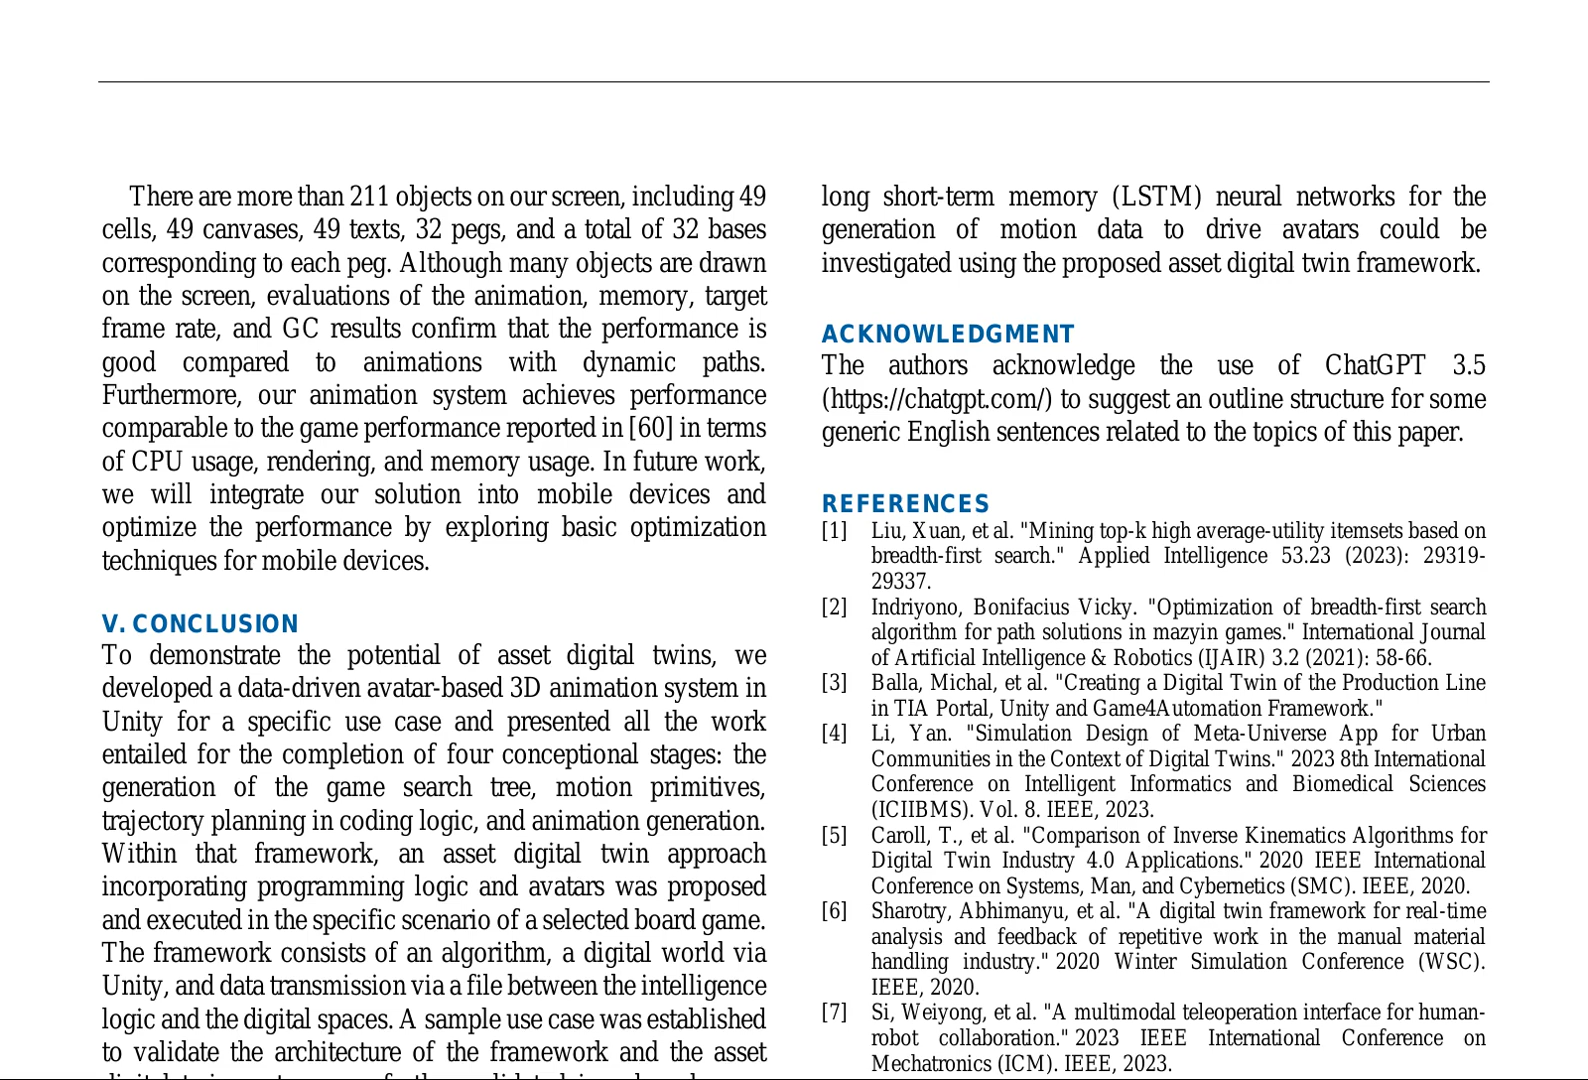 There are more than 211 objects on our screen, including 49
cells, 49 canvases, 49 texts, 32 pegs, and a total of 32 bases
corresponding to each peg. Although many objects are drawn
on the screen, evaluations of the animation, memory, target
frame rate, and GC results confirm that the performance is
good compared to animations with dynamic paths.
Furthermore, our animation system achieves performance
comparable to the game performance reported in [60] in terms
of CPU usage, rendering, and memory usage. In future work,
we will integrate our solution into mobile devices and
optimize the performance by exploring basic optimization
techniques for mobile devices.
V. CONCLUSION
To demonstrate the potential of asset digital twins, we
developed a data-driven avatar-based 3D animation system in
Unity for a specific use case and presented all the work
entailed for the completion of four conceptional stages: the
generation of the game search tree, motion primitives,
trajectory planning in coding logic, and animation generation.
Within that framework, an asset digital twin approach
incorporating programming logic and avatars was proposed
and executed in the specific scenario of a selected board game.
The framework consists of an algorithm, a digital world via
Unity, and data transmission via a file between the intelligence
logic and the digital spaces. A sample use case was established
to validate the architecture of the framework and the asset
long short-term memory (LSTM) neural networks for the
generation of motion data to drive avatars could be
investigated using the proposed asset digital twin framework.
ACKNOWLEDGMENT
The authors acknowledge the use of ChatGPT 3.5
(https://chatgpt.com/) to suggest an outline structure for some
generic English sentences related to the topics of this paper.
REFERENCES
[1] Liu, Xuan, et al. "Mining top-k high average-utility itemsets based on
breadth-first search." Applied Intelligence 53.23 (2023): 29319-
29337.
[2] Indriyono, Bonifacius Vicky. "Optimization of breadth-first search
algorithm for path solutions in mazyin games." International Journal
of Artificial Intelligence & Robotics (IJAIR) 3.2 (2021): 58-66.
[3] Balla, Michal, et al. "Creating a Digital Twin of the Production Line
in TIA Portal, Unity and Game4Automation Framework."
[4] Li, Yan. "Simulation Design of Meta-Universe App for Urban
Communities in the Context of Digital Twins." 2023 8th International
Conference on Intelligent Informatics and Biomedical Sciences
(ICIIBMS). Vol. 8. IEEE, 2023.
[5] Caroll, T., et al. "Comparison of Inverse Kinematics Algorithms for
Digital Twin Industry 4.0 Applications." 2020 IEEE International
Conference on Systems, Man, and Cybernetics (SMC). IEEE, 2020.
[6] Sharotry, Abhimanyu, et al. "A digital twin framework for real-time
analysis and feedback of repetitive work in the manual material
handling industry." 2020 Winter Simulation Conference (WSC).
IEEE, 2020.
[7] Si, Weiyong, et al. "A multimodal teleoperation interface for human-
robot collaboration." 2023 IEEE International Conference on
Mechatronics (ICM). IEEE, 2023.